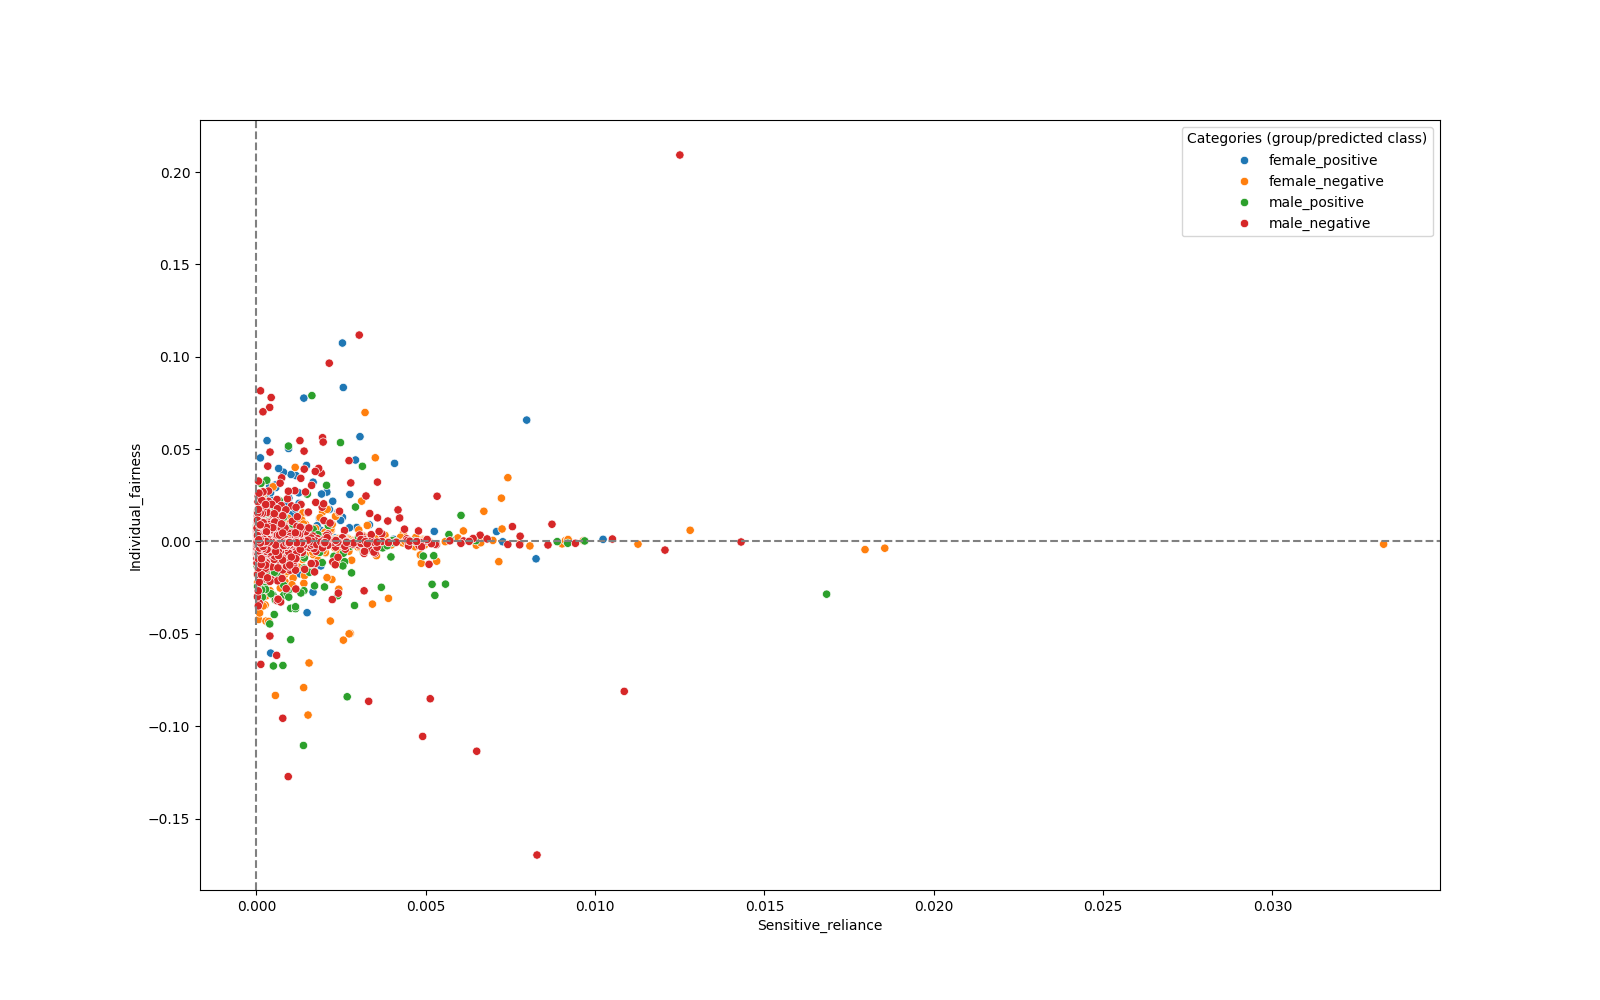 Categories (group/predicted class)
female_positive
female_negative
male_positive
male_negative
0.20
0.15
0.10
0.05
0.00
−0.05
−0.10
−0.15
Individual_fairness
0.000 0.005 0.010 0.015 0.020 0.025 0.030
Sensitive_reliance